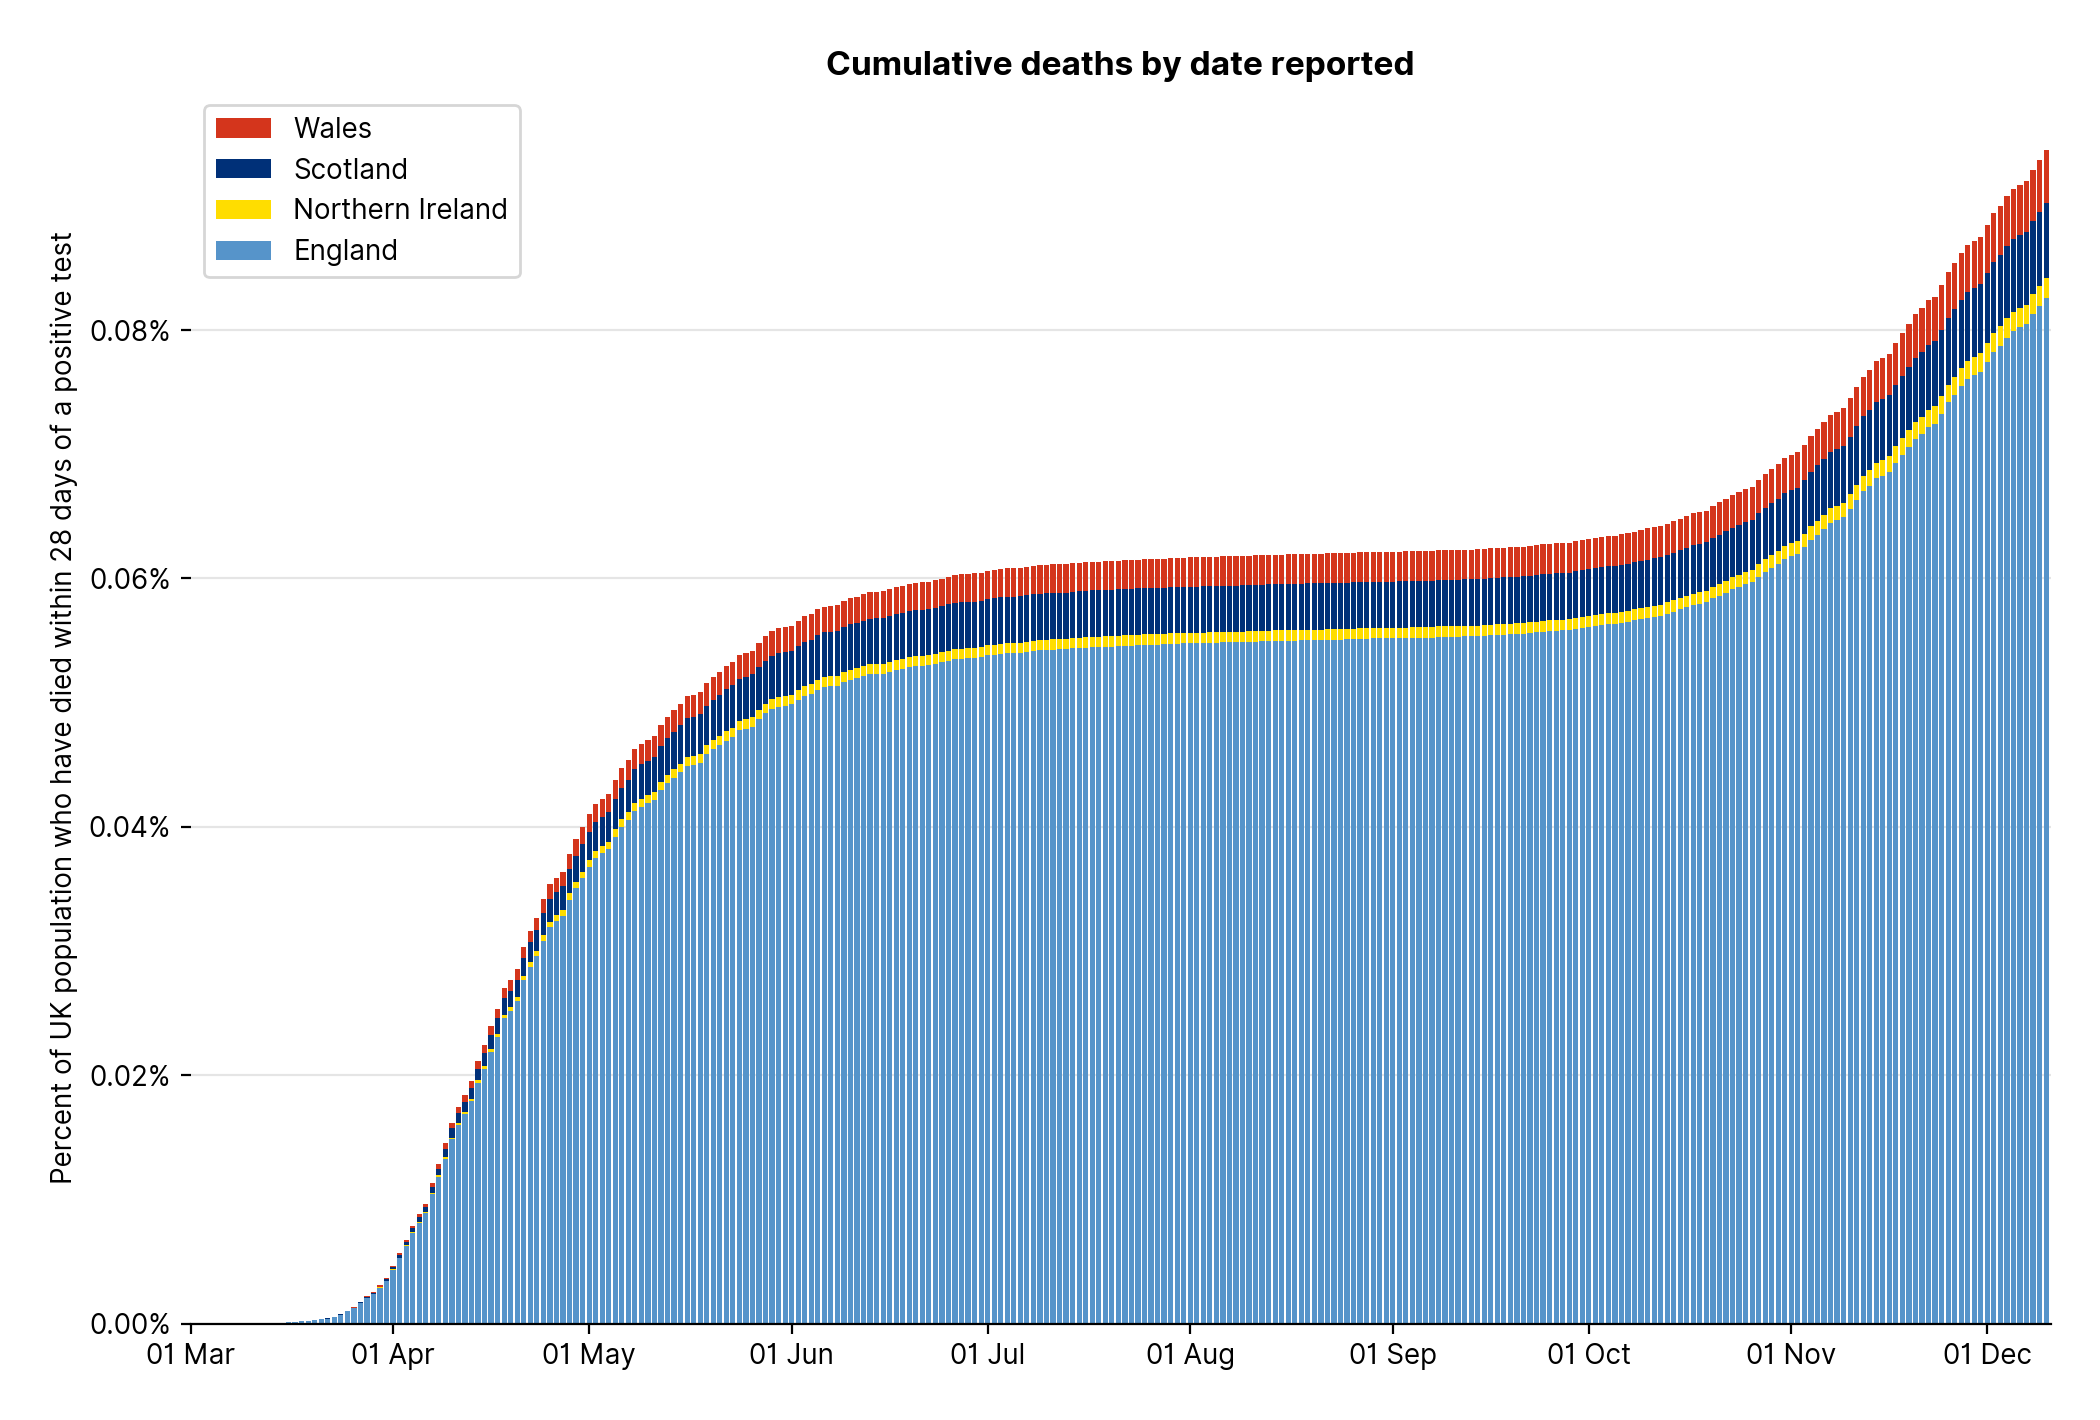 Cumulative deaths by date reported
Wales
Scotland
Northern Ireland
England
Percent of UK population who have died within 28 days of a positive test
0.08%
0.06%
0.04%
0.02%
0.00%
01 Mar
01 Apr
01 May
01 Jun
01 Jul
01 Aug
01 Sep
01 Oct
01 Nov
01 Dec